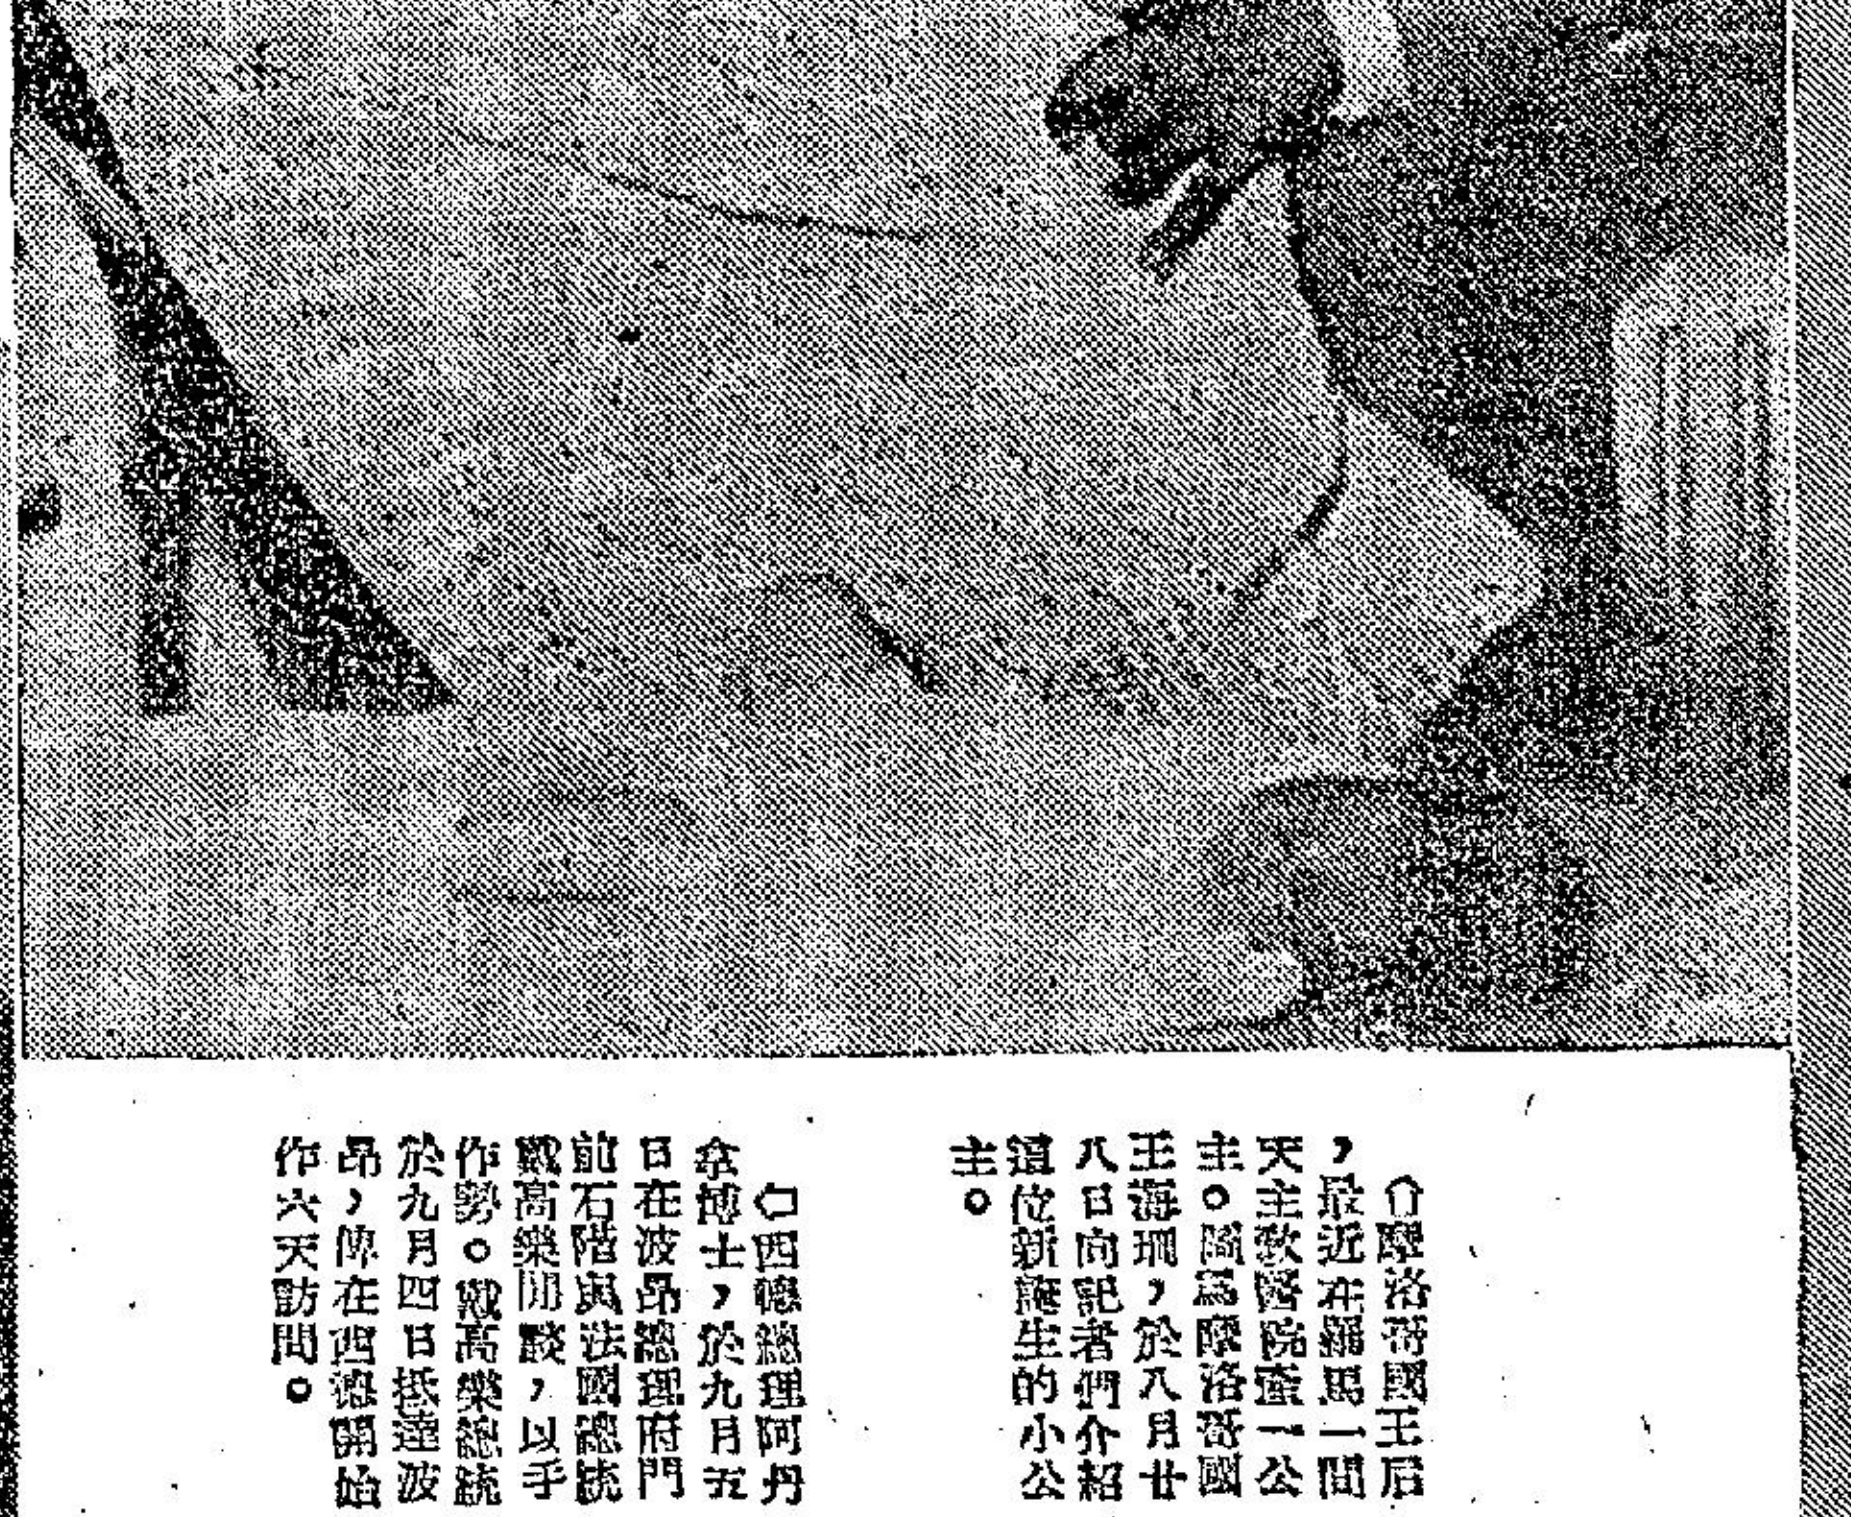 ⇧摩洛哥國王后
，最近在羅馬一間
天主教醫院產一公
主。圖為摩洛哥國
王海珊，於八月廿
八日向記者們介紹
這位新誕生的小公
主。
⇦西德總理阿丹
拿博士，於九月五
日在波昂總理府門
前石階與法國總統
戴高樂閒談，以手
作勢。戴高樂總統
於九月四日抵達波
昂，俾在西德開始
作六天訪問。